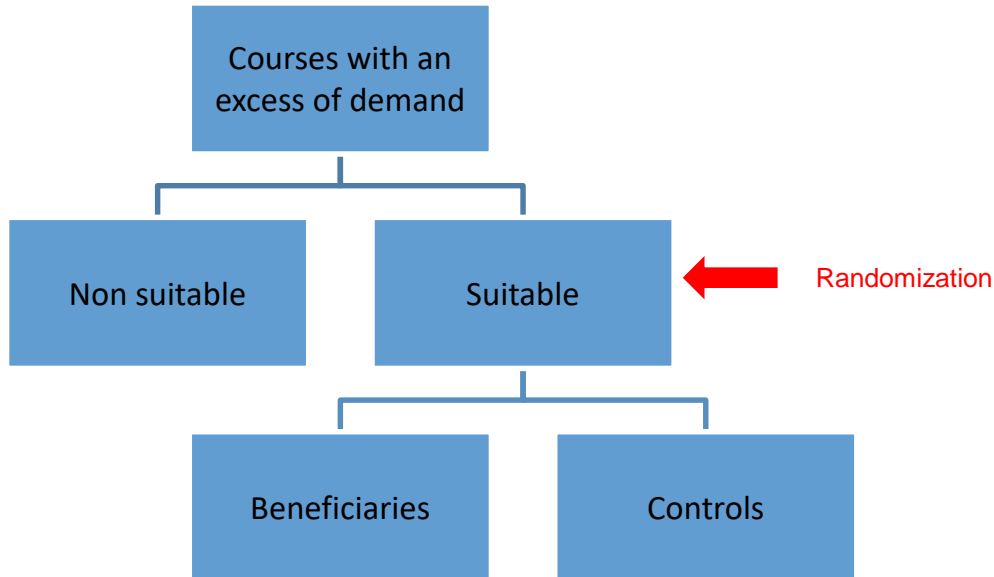 Courses with an
excess of demand
Non suitable
Suitable
Randomization
Beneficiaries
Controls